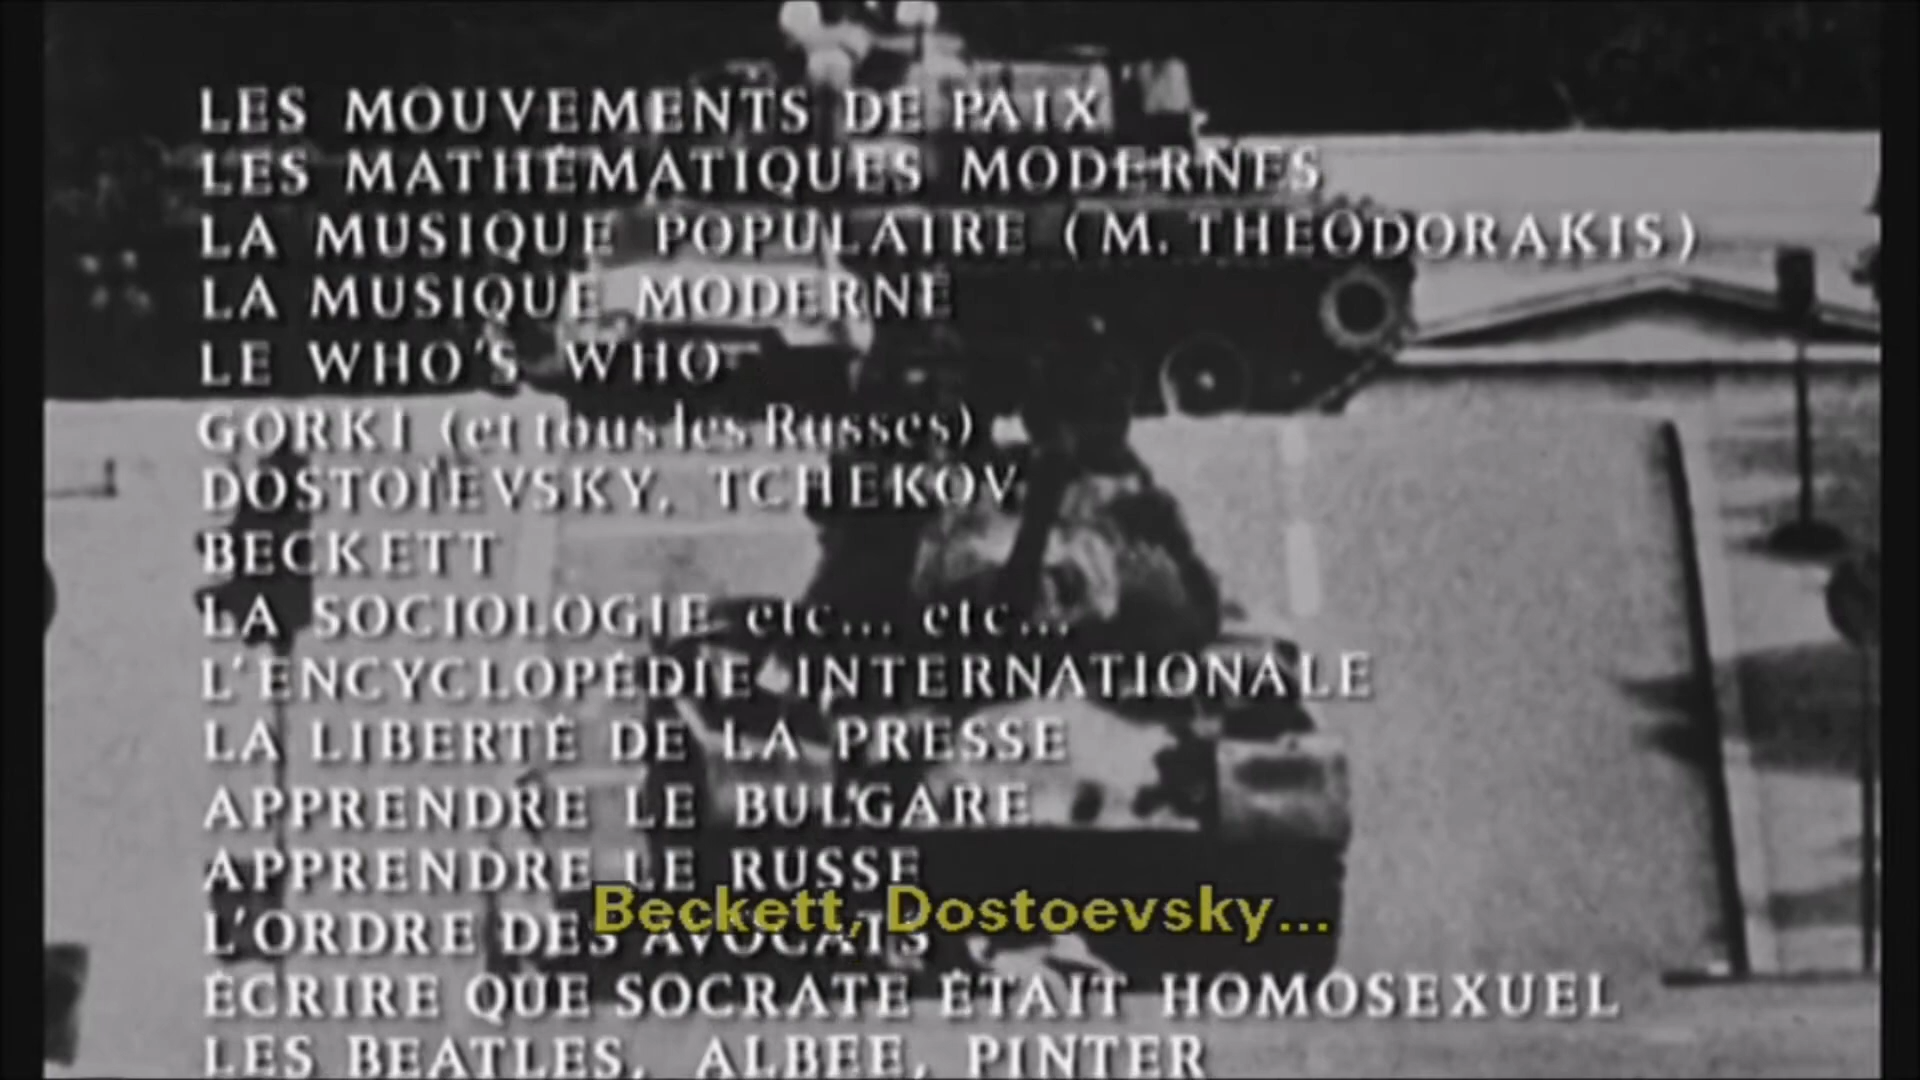 LES MOUVEMENTS DE PAIX
LES MATHÉMATIQUES MODERNES
LA MUSIQUE POPULAIRE (M. THEODORAKIS)
LA MUSIQUE MODERNE
LE WHO'S WHO
GORKI (et tous les Russes)
DOSTOÏEVSKY, TCHEKOV
BECKETT
LA SOCIOLOGIE etc... etc...
L'ENCYCLOPÉDIE INTERNATIONALE
LA LIBERTÉ DE LA PRESSE
APPRENDRE LE BULGARE
APPRENDRE LE RUSSE
Beckett, Dostoevsky...
L'ORDRE DES AVOCATS
ÉCRIRE QUE SOCRATE ÉTAIT HOMOSEXUEL
LES BEATLES, ALBEE, PINTER